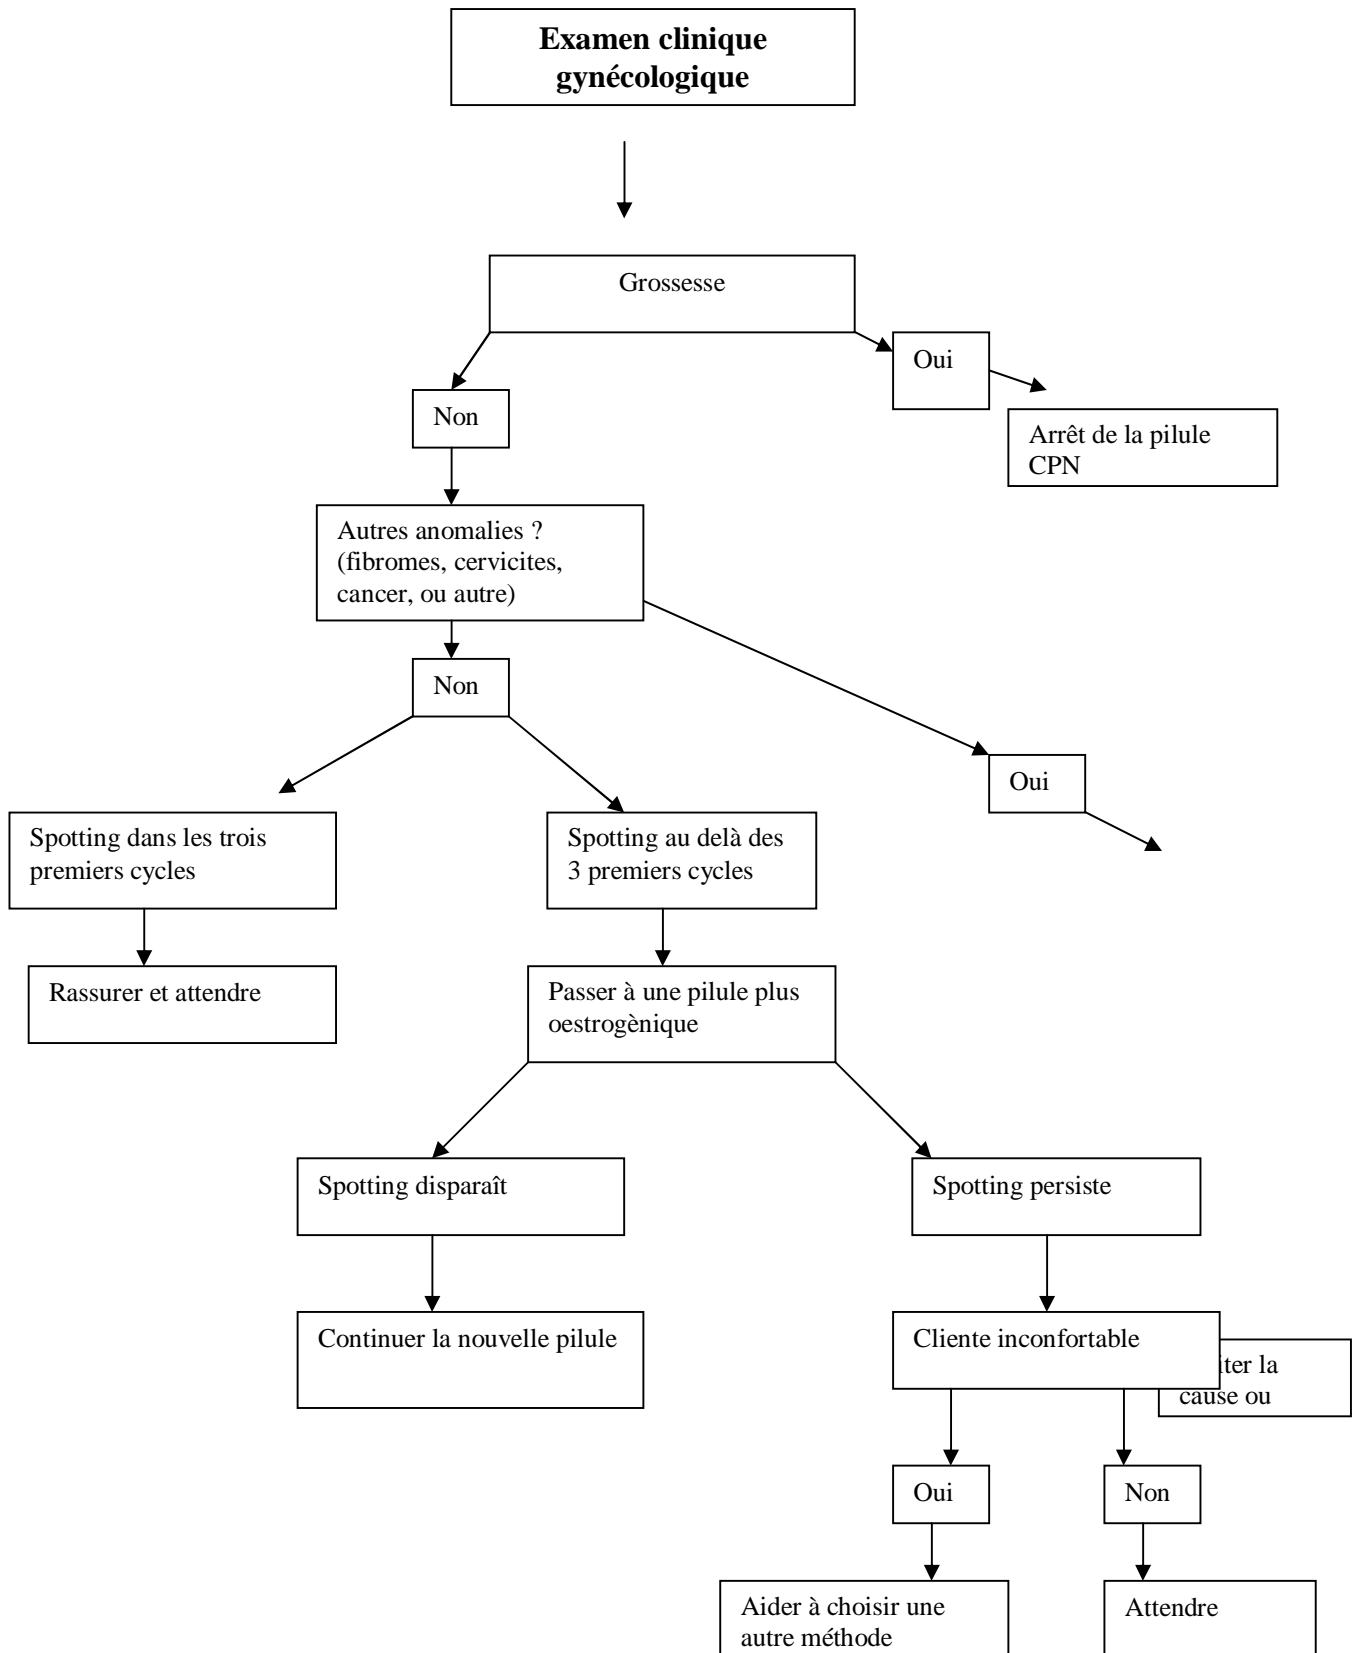 Examen clinique
gynécologique
Grossesse
Oui
Non
Arrêt de la pilule
CPN
Autres anomalies ?
(fibromes, cervicites,
cancer, ou autre)
Non
Oui
Spotting dans les trois
premiers cycles
Spotting au delà des
3 premiers cycles
Rassurer et attendre
Passer à une pilule plus
oestrogènique
Spotting disparaît
Spotting persiste
Continuer la nouvelle pilule
Cliente inconfortable
la
cause ou
Oui
Non
Aider à choisir une
autre méthode
Attendre